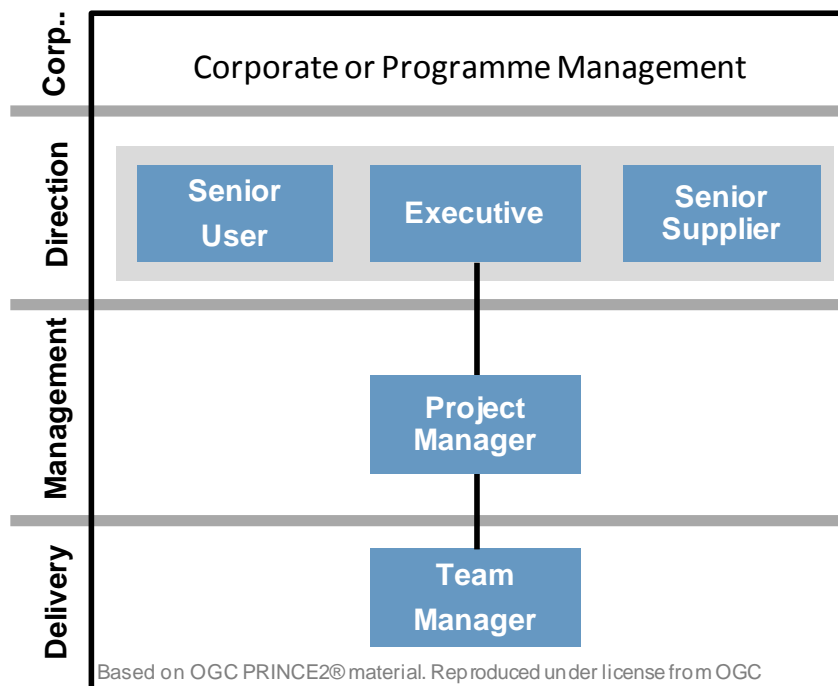 Corp..
Corporate or Programme Management
Direction
Senior
User
Executive
Senior
Supplier
Management
Project
Manager
Delivery
Team
Manager
Based on OGC PRINCE2® material. Reproduced under license from OGC